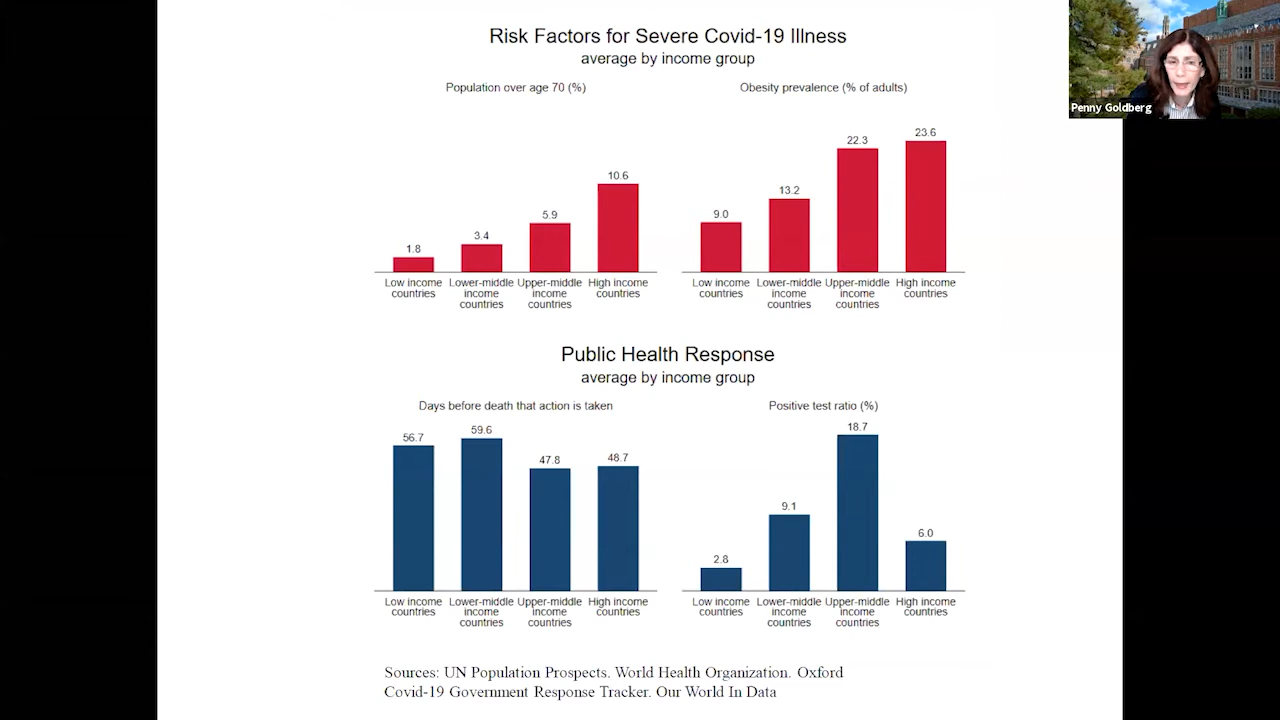 Risk Factors for Severe Covid-19 Illness
average by income group
Population over age 70 (%)
1.8
3.4
5.9
10.6
Low income
countries
Lower-middle
income
countries
Upper-middle
income
countries
High income
countries
Obesity prevalence (% of adults)
9.0
13.2
22.3
23.6
Low income
countries
Lower-middle
income
countries
Upper-middle
income
countries
High income
countries
Public Health Response
average by income group
Days before death that action is taken
56.7
59.6
47.8
48.7
Low income
countries
Lower-middle
income
countries
Upper-middle
income
countries
High income
countries
Positive test ratio (%)
2.8
9.1
18.7
6.0
Low income
countries
Lower-middle
income
countries
Upper-middle
income
countries
High income
countries
Sources: UN Population Prospects. World Health Organization. Oxford
Covid-19 Government Response Tracker. Our World In Data
Penny Goldberg